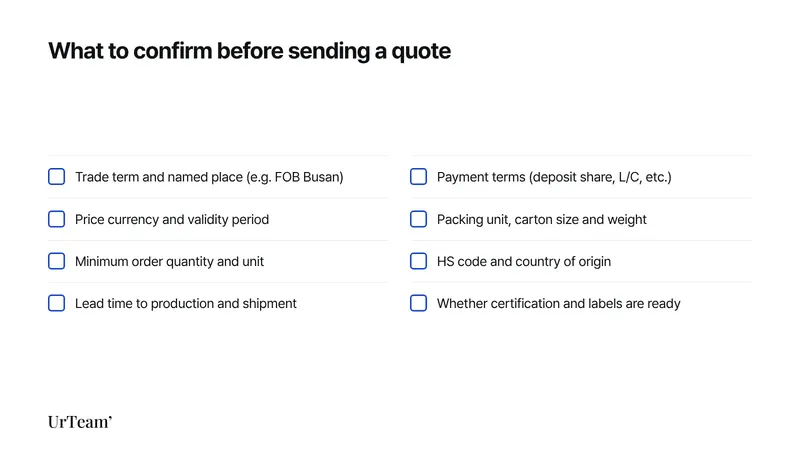 What to confirm before sending a quote
Trade term and named place (e.g. FOB Busan)
Price currency and validity period
Minimum order quantity and unit
Lead time to production and shipment
Payment terms (deposit share, L/C, etc.)
Packing unit, carton size and weight
HS code and country of origin
Whether certification and labels are ready
UrTeam’